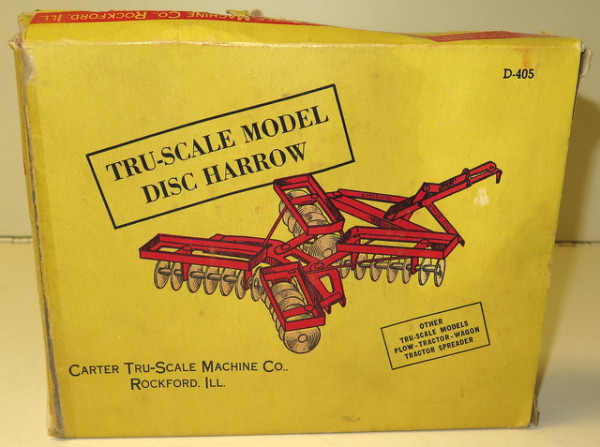 Machine Co., Rockford, Ill
D-405
TRU-SCALE MODEL
DISC HARROW
OTHER
TRU-SCALE MODELS
PLOW-TRACTOR-WAGON
TRACTOR SPREADER
Carter Tru-Scale Machine Co.,
Rockford. Ill.